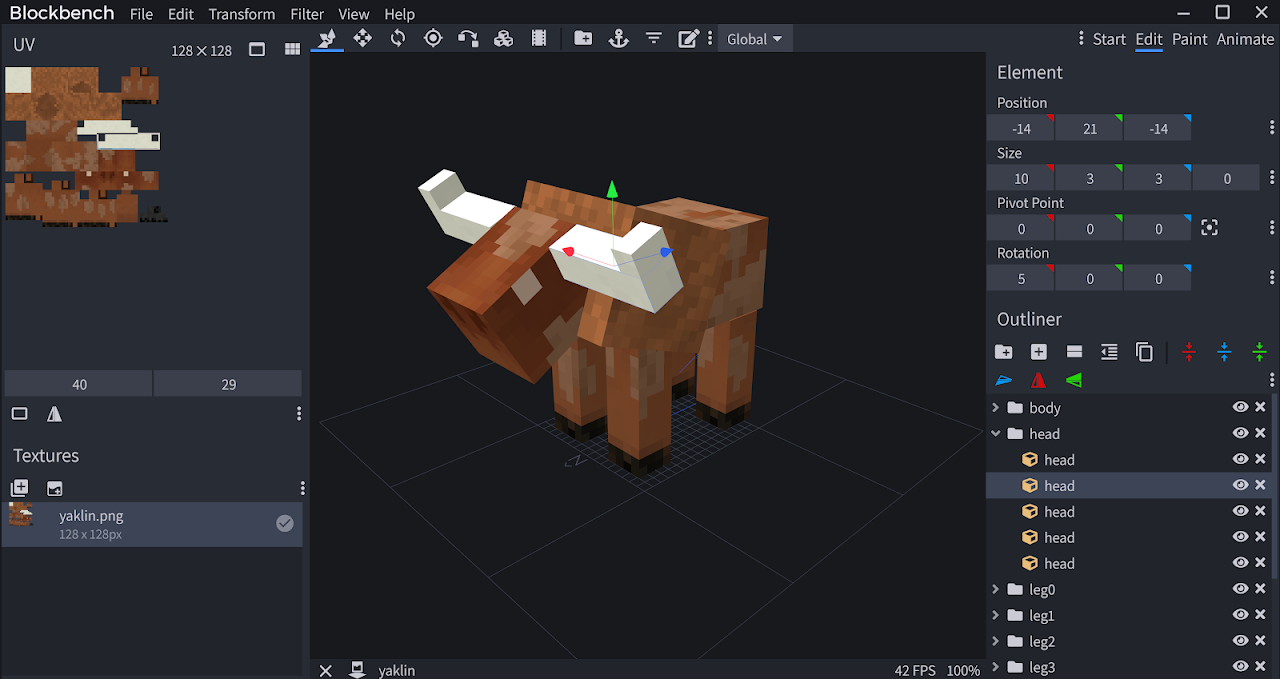 Blockbench File Edit Transform Filter View Help
UV
128 × 128
Global
Start Edit Paint Animate
Element
Position
-14 21 -14
Size
10 3 3 0
Pivot Point
0 0 0
Rotation
5 0 0
Outliner
body
head
head
head
head
head
head
leg0
leg1
leg2
leg3
40 29
Textures
yaklin.png
128 x 128px
yaklin
42 FPS 100%